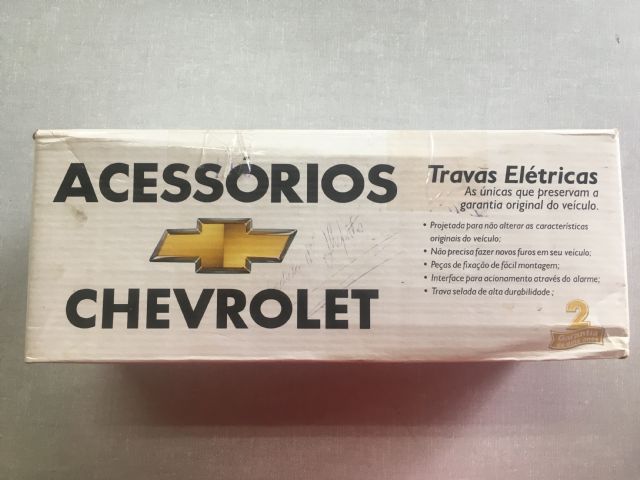 ACESSÓRIOS
CHEVROLET
Travas Elétricas
As únicas que preservam a
garantia original do veículo.
• Projetada para não alterar as características
originais do veículo;
• Não precisa fazer novos furos em seu veículo;
• Peças de fixação de fácil montagem;
• Interface para acionamento através do alarme;
• Trava selada de alta durabilidade;
2
Garantia